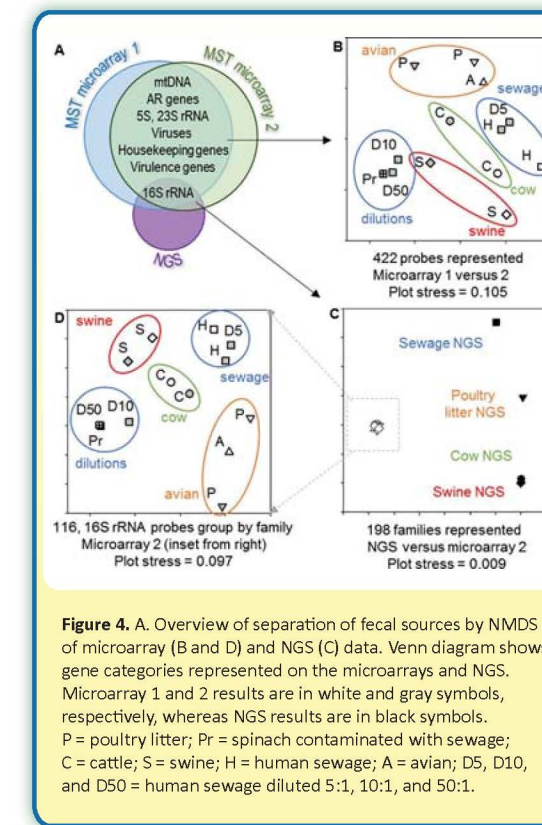 A
MST microarray 1
MST microarray 2
mtDNA
AR genes
5S, 23S rRNA
Viruses
Housekeeping genes
Virulence genes
16S rRNA
NGS
B
avian
P
P
A
sewage
C
D5
H
H
D10
Pr
D50
S
C
cow
S
dilutions
swine
422 probes represented
Microarray 1 versus 2
Plot stress = 0.105
D
swine
S
S
H
D5
H
sewage
C
C
cow
D50
D10
Pr
dilutions
P
A
P
avian
116, 16S rRNA probes group by family
Microarray 2 (inset from right)
Plot stress = 0.097
C
Sewage NGS
Poultry
litter NGS
Cow NGS
Swine NGS
198 families represented
NGS versus microarray 2
Plot stress = 0.009
Figure 4. A. Overview of separation of fecal sources by NMDS
of microarray (B and D) and NGS (C) data. Venn diagram shows
gene categories represented on the microarrays and NGS.
Microarray 1 and 2 results are in white and gray symbols,
respectively, whereas NGS results are in black symbols.
P = poultry litter; Pr = spinach contaminated with sewage;
C = cattle; S = swine; H = human sewage; A = avian; D5, D10,
and D50 = human sewage diluted 5:1, 10:1, and 50:1.